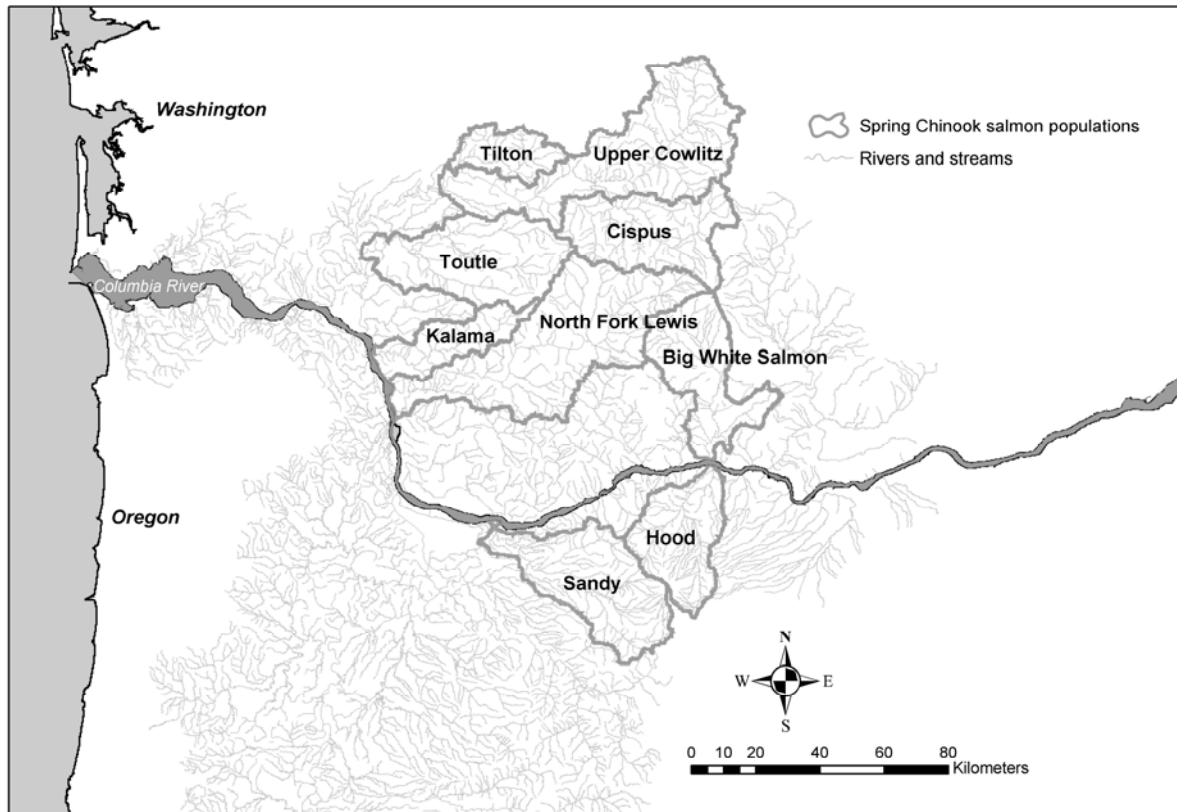 Washington
Spring Chinook salmon populations
Rivers and streams
Tilton
Upper Cowlitz
Cispus
Toutle
Columbia River
North Fork Lewis
Kalama
Big White Salmon
Oregon
Hood
Sandy
N
W E
S
0 10 20 40 60 80
Kilometers